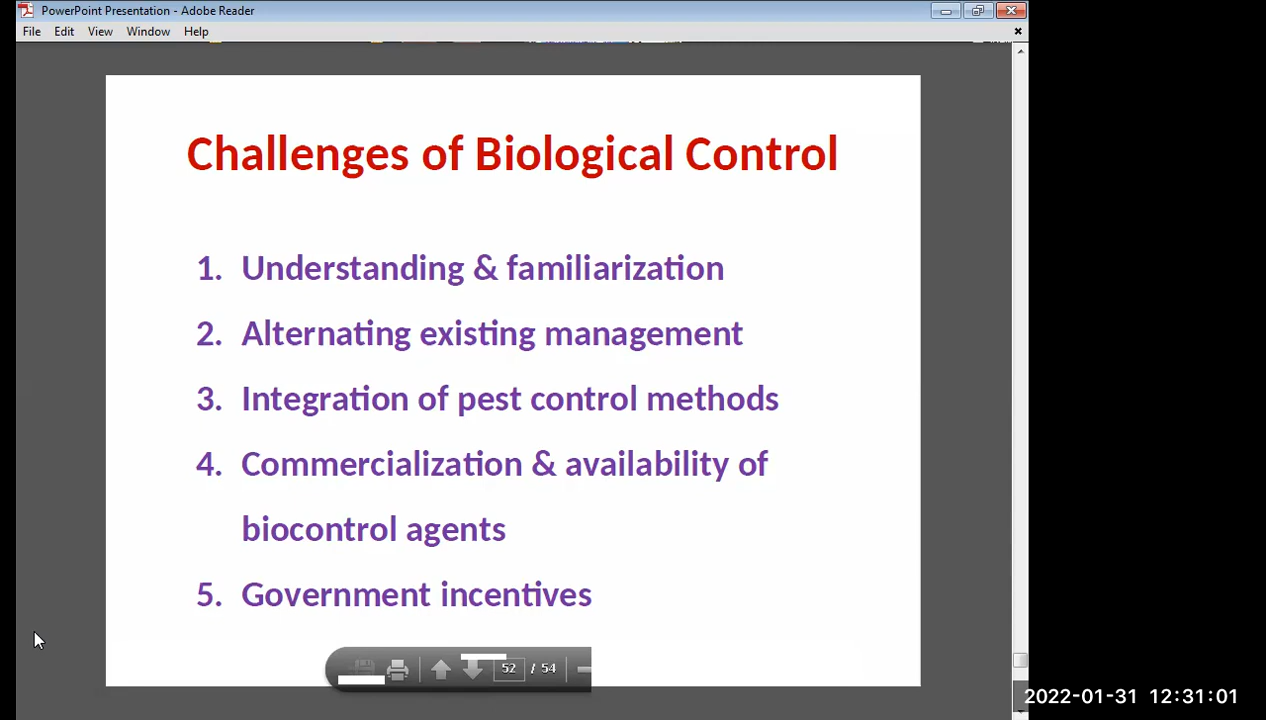 PowerPoint Presentation - Adobe Reader
File Edit View Window Help
Challenges of Biological Control
1. Understanding & familiarization
2. Alternating existing management
3. Integration of pest control methods
4. Commercialization & availability of
biocontrol agents
5. Government incentives
52 / 54
2022-01-31 12:31:01